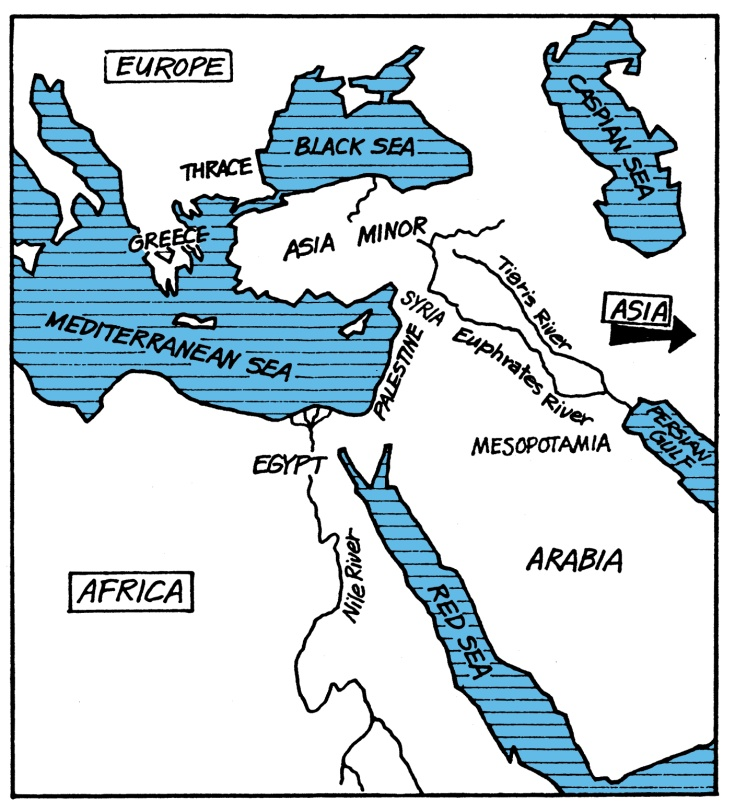 EUROPE
BLACK SEA
CASPIAN SEA
THRACE
GREECE
ASIA MINOR
Tigris River
ASIA
SYRIA
MEDITERRANEAN SEA
PALESTINE
Euphrates River
PERSIAN
GULF
MESOPOTAMIA
EGYPT
ARABIA
Nile River
AFRICA
RED SEA